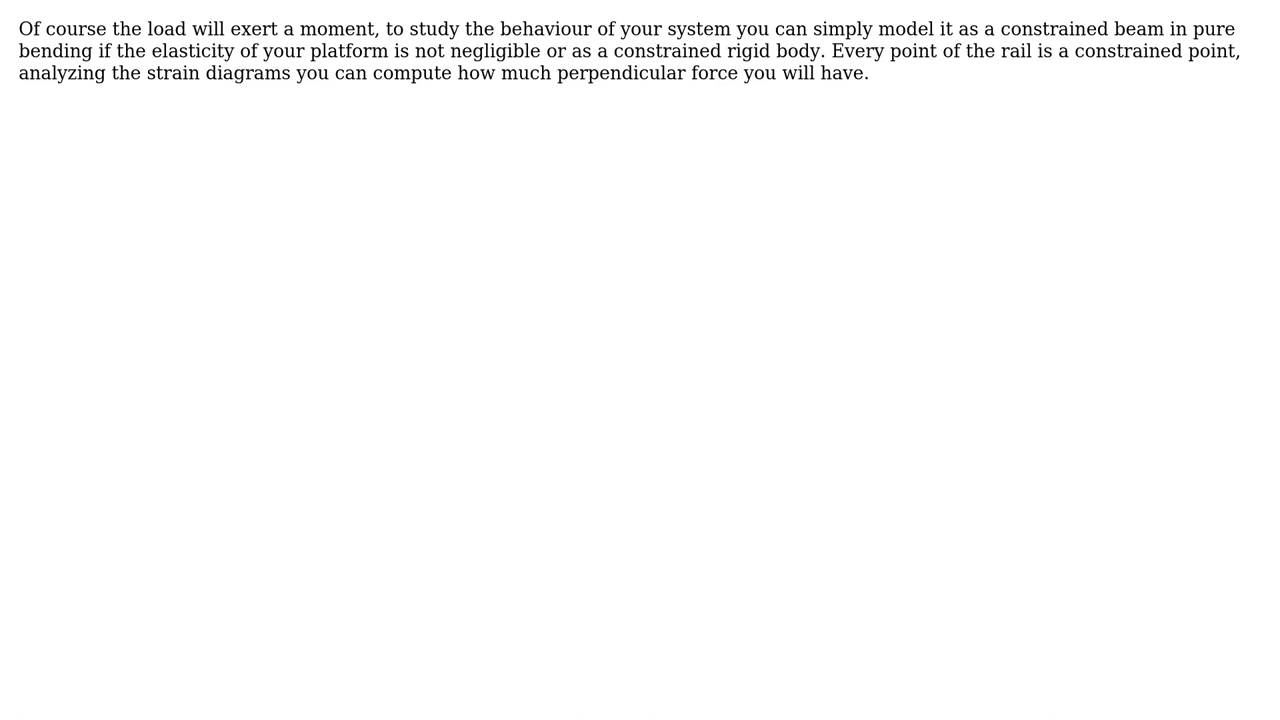 Of course the load will exert a moment, to study the behaviour of your system you can simply model it as a constrained beam in pure
bending if the elasticity of your platform is not negligible or as a constrained rigid body. Every point of the rail is a constrained point,
analyzing the strain diagrams you can compute how much perpendicular force you will have.